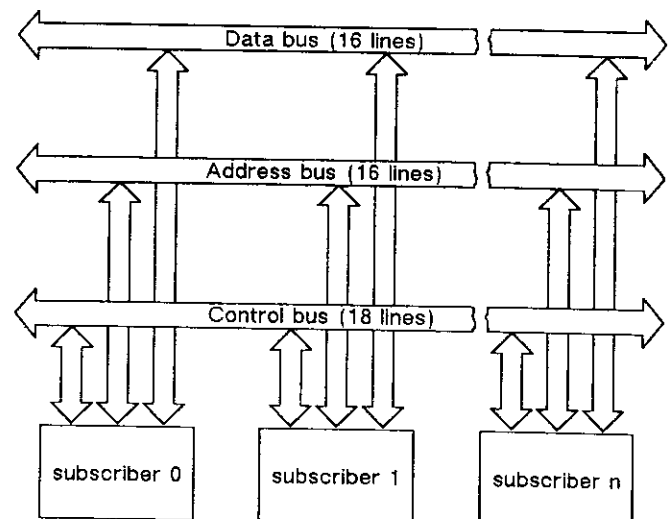 Data bus (16 lines)
Address bus (16 lines)
Control bus (18 lines)
subscriber 0
subscriber 1
subscriber n